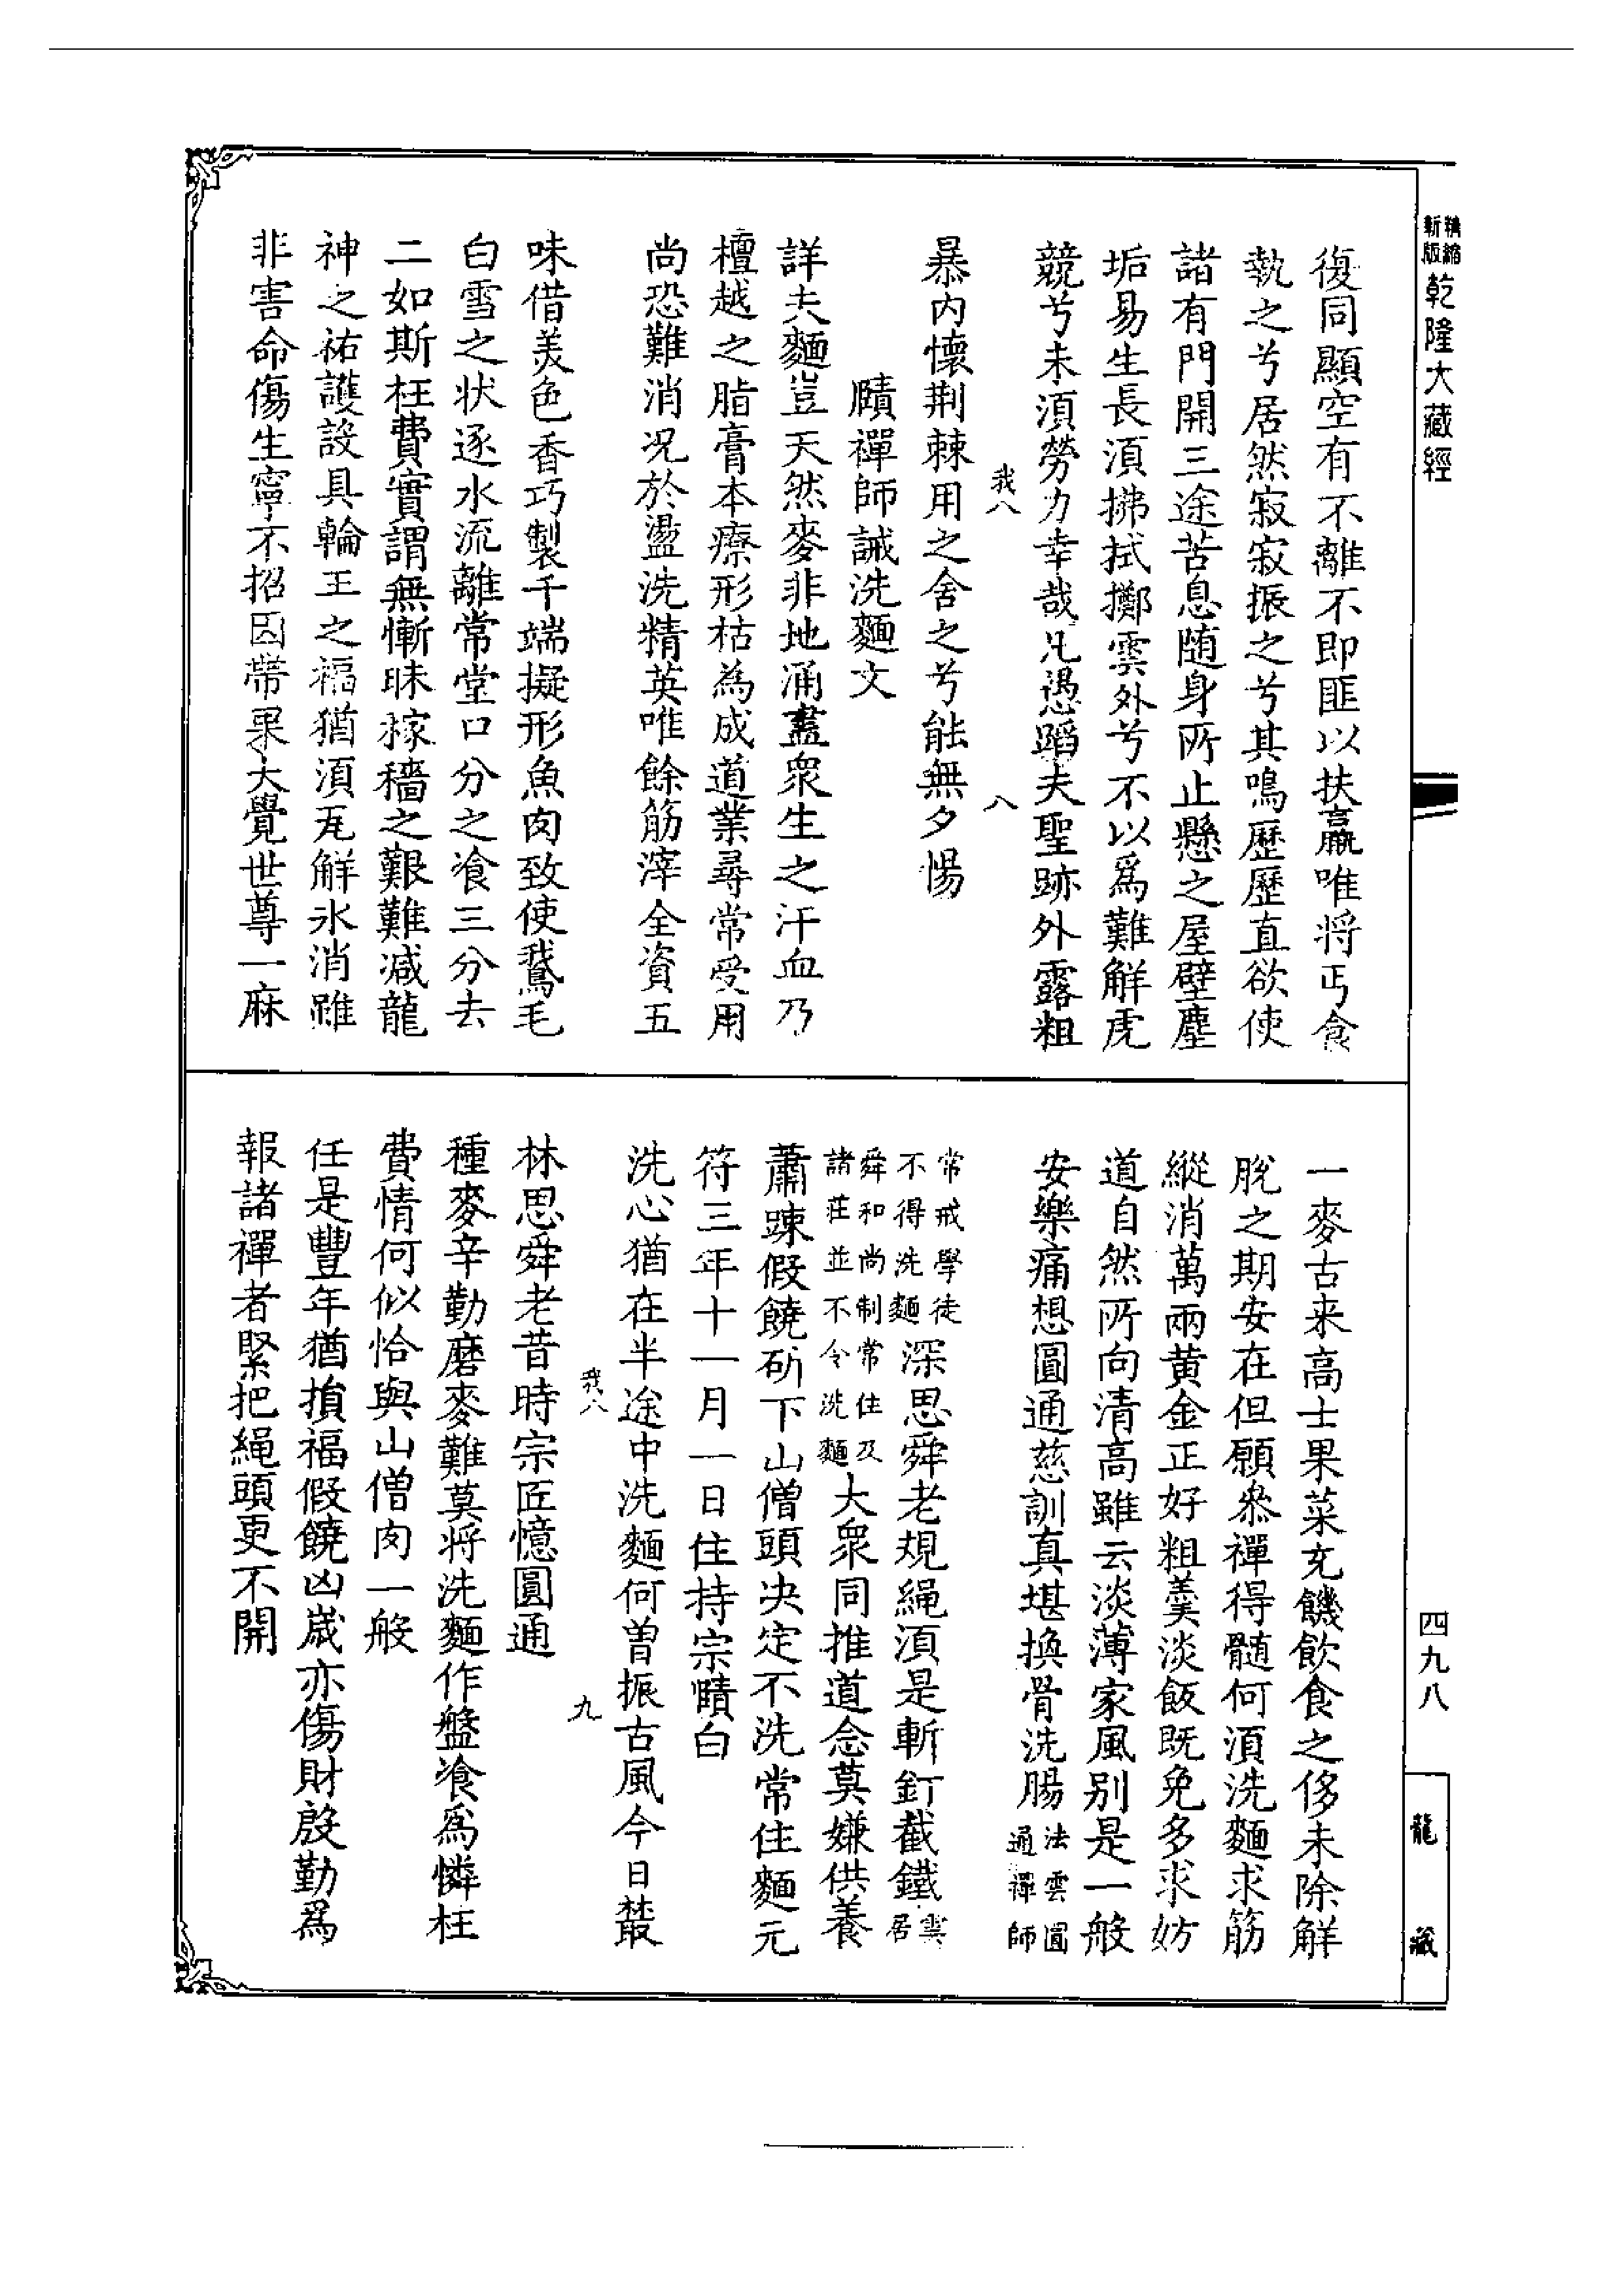 精縮
新版
乾隆大藏經
復同顯空有不離不即匪以扶羸唯將丐食
執之兮居然寂寂振之兮其鳴歷歷直欲使
諸有門開三途苦息随身所止懸之屋壁塵
垢易生長湏拂拭擲雲外兮不以爲難解虎
競兮未湏勞力幸哉凡愚蹈夫聖跡外露粗
我八
八
暴内懷荆棘用之舍之兮能無夕惕
賾禪師誡洗麵文
詳夫麵豈天然麥非地涌盡衆生之汗血乃
檀越之脂膏本療形枯為成道業尋常受用
尚恐難消况於盪洗精英唯餘筋滓全資五
味借美色香巧製千端擬形魚肉致使鵞毛
白雪之状逐水流離常堂口分之飡三分去
二如斯枉費實謂無慚昧稼穡之艱難减龍
神之祐護設具輪王之福猶湏瓦解氷消雖
非害命傷生寧不招因帶果大覺世尊一麻
一麥古来高士果菜充饑飲食之侈未除解
脫之期安在但願叅禪得髓何湏洗麵求筋
縱消萬兩黄金正好粗羹淡飯既免多求妨
道自然所向清高雖云淡薄家風别是一般
安樂痛想圓通慈訓真堪換骨洗腸
法雲圓
通禪師
常戒學徒
不得洗麵
深思舜老規繩湏是斬釘截鐵
雲
居
舜和尚制常住及
諸莊並不令洗麵
大衆同推道念莫嫌供養
蕭踈假饒斫下山僧頭决定不洗常住麵元
符三年十一月一日住持宗賾白
洗心猶在半途中洗麵何曽振古風今日叢
我八
九
林思舜老昔時宗匠憶圓通
種麥辛勤磨麥難莫将洗麵作盤飡爲憐枉
費情何似恰與山僧肉一般
任是豐年猶損福假饒凶嵗亦傷財殷勤爲
報諸禪者緊把䋲頭更不開
四九八
龍藏